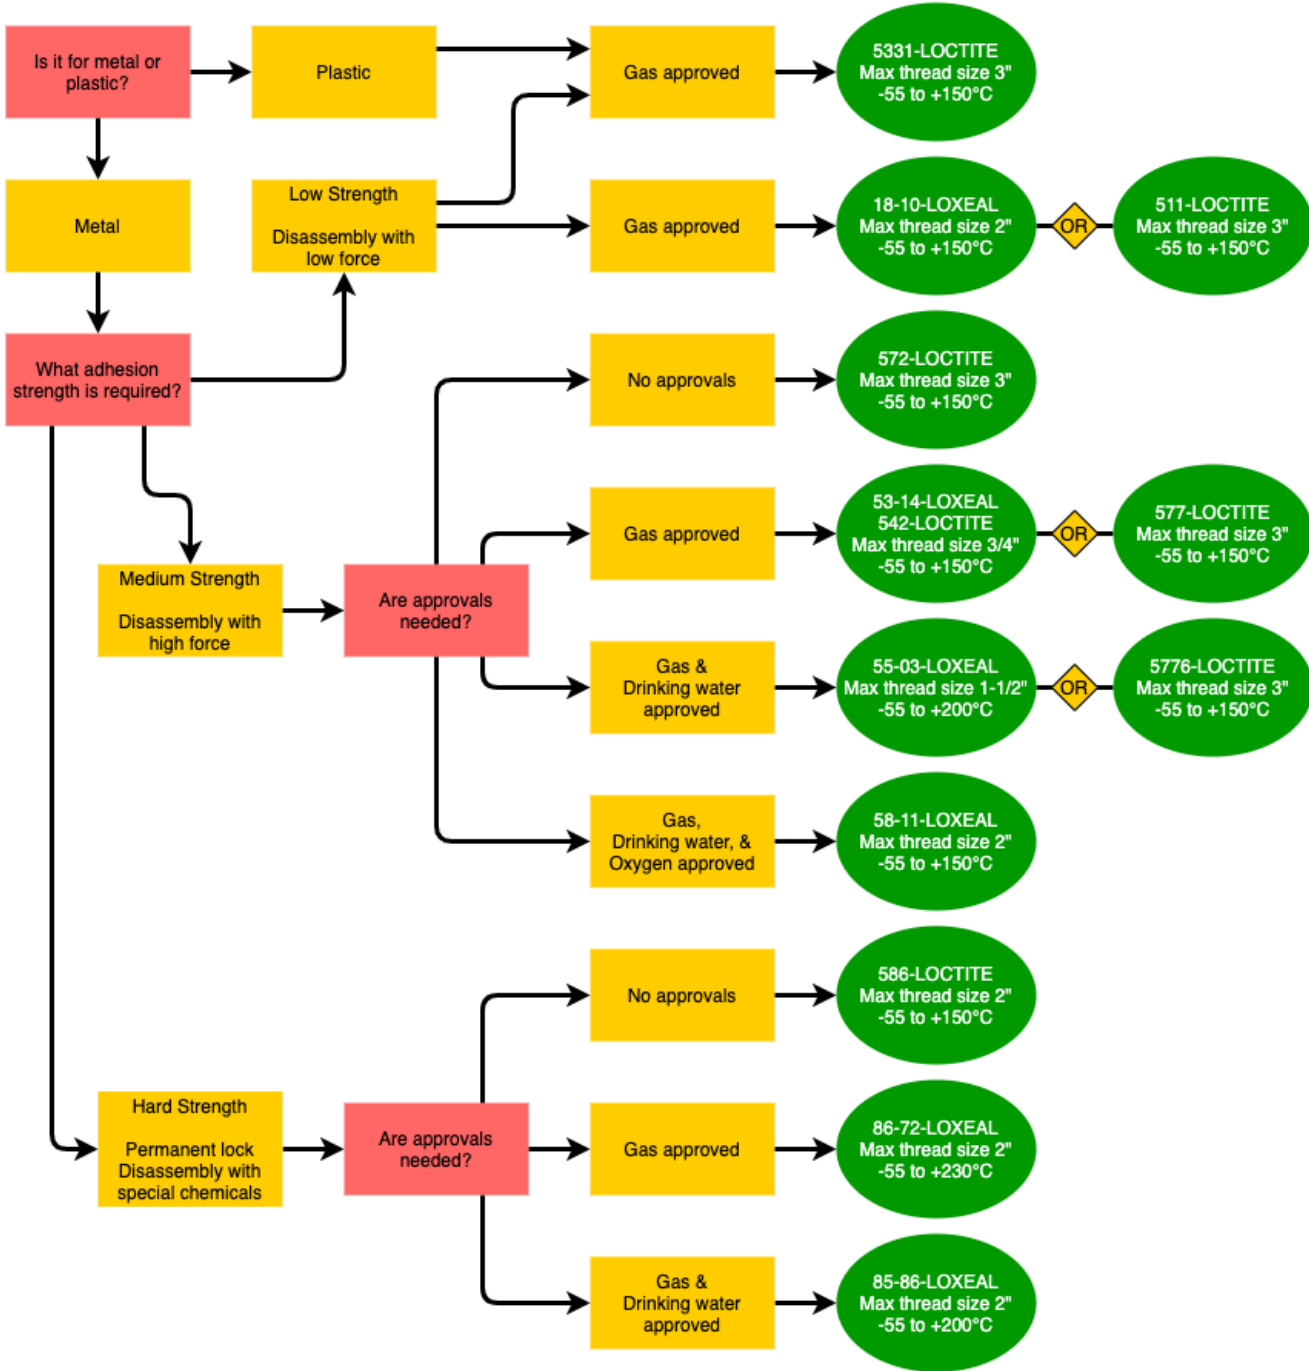 Is it for metal or
plastic?
Plastic
Gas approved
5331-LOCTITE
Max thread size 3"
-55 to +150°C
Metal
Low Strength
Disassembly with
low force
Gas approved
18-10-LOXEAL
Max thread size 2"
-55 to +150°C
OR
511-LOCTITE
Max thread size 3"
-55 to +150°C
What adhesion
strength is required?
No approvals
572-LOCTITE
Max thread size 3"
-55 to +150°C
Gas approved
53-14-LOXEAL
542-LOCTITE
Max thread size 3/4"
-55 to +150°C
OR
577-LOCTITE
Max thread size 3"
-55 to +150°C
Medium Strength
Disassembly with
high force
Are approvals
needed?
Gas &
Drinking water
approved
55-03-LOXEAL
Max thread size 1-1/2"
-55 to +200°C
OR
5776-LOCTITE
Max thread size 3"
-55 to +150°C
Gas,
Drinking water, &
Oxygen approved
58-11-LOXEAL
Max thread size 2"
-55 to +150°C
No approvals
586-LOCTITE
Max thread size 2"
-55 to +150°C
Hard Strength
Permanent lock
Disassembly with
special chemicals
Are approvals
needed?
Gas approved
86-72-LOXEAL
Max thread size 2"
-55 to +230°C
Gas &
Drinking water
approved
85-86-LOXEAL
Max thread size 2"
-55 to +200°C